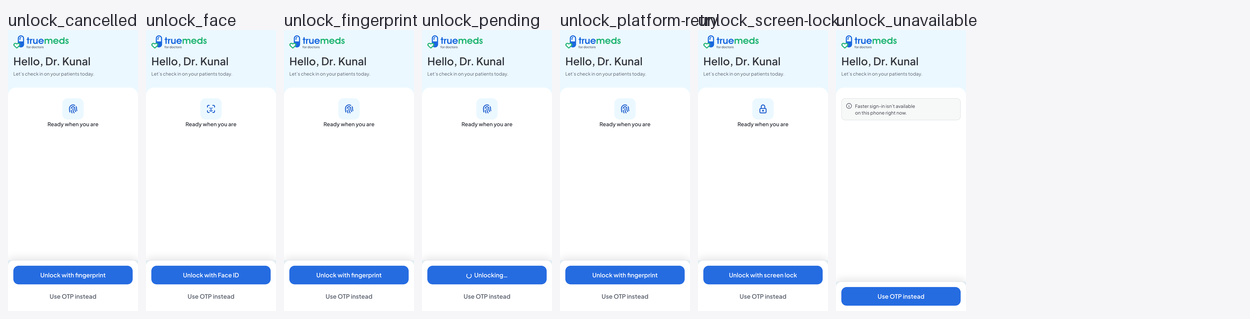 unlock_cancelled
truemeds
for doctors
Hello, Dr. Kunal
Let's check in on your patients today.
Ready when you are
Unlock with fingerprint
Use OTP instead
unlock_face
truemeds
for doctors
Hello, Dr. Kunal
Let's check in on your patients today.
Ready when you are
Unlock with Face ID
Use OTP instead
unlock_fingerprint
truemeds
for doctors
Hello, Dr. Kunal
Let's check in on your patients today.
Ready when you are
Unlock with fingerprint
Use OTP instead
unlock_pending
truemeds
for doctors
Hello, Dr. Kunal
Let's check in on your patients today.
Ready when you are
Unlocking...
Use OTP instead
unlock_platform-retry
truemeds
for doctors
Hello, Dr. Kunal
Let's check in on your patients today.
Ready when you are
Unlock with fingerprint
Use OTP instead
unlock_screen-lock
truemeds
for doctors
Hello, Dr. Kunal
Let's check in on your patients today.
Ready when you are
Unlock with screen lock
Use OTP instead
unlock_unavailable
truemeds
for doctors
Hello, Dr. Kunal
Let's check in on your patients today.
Faster sign-in isn't available
on this phone right now.
Use OTP instead